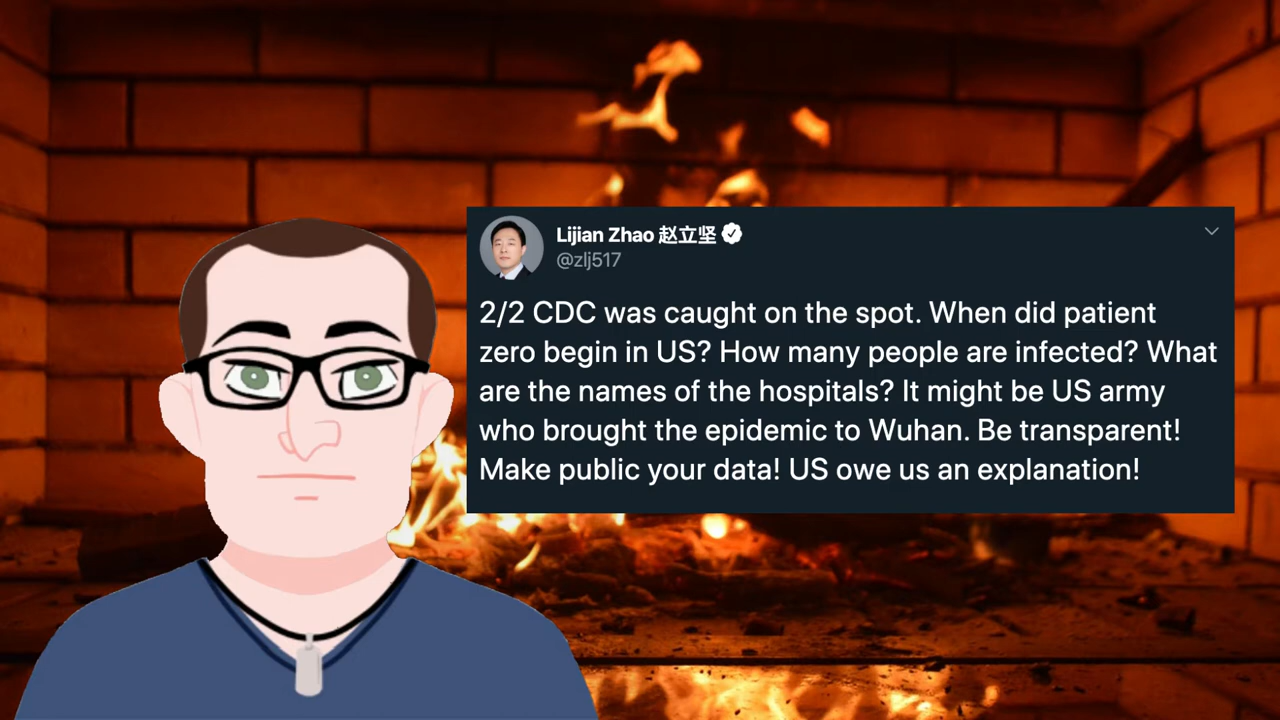 Lijian Zhao 赵立坚
@zlj517
2/2 CDC was caught on the spot. When did patient
zero begin in US? How many people are infected? What
are the names of the hospitals? It might be US army
who brought the epidemic to Wuhan. Be transparent!
Make public your data! US owe us an explanation!